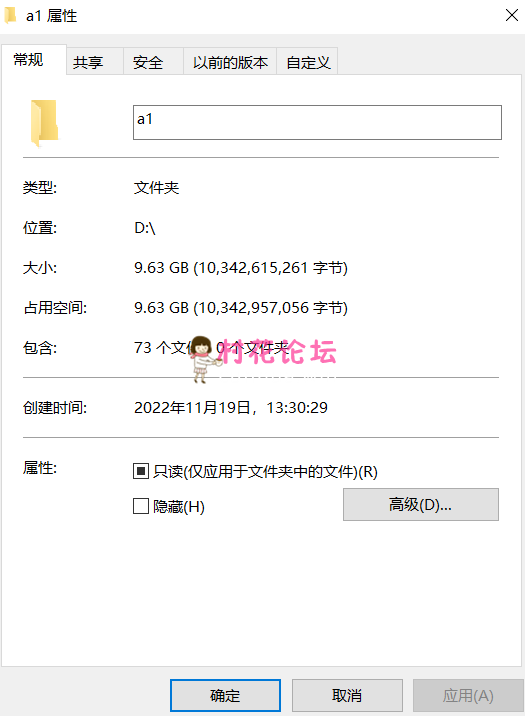 a1 属性
常规 共享 安全 以前的版本 自定义
a1
类型: 文件夹
位置: D:\
大小: 9.63 GB (10,342,615,261 字节)
占用空间: 9.63 GB (10,342,957,056 字节)
包含: 73 个文件 0 个文件夹
村花论坛
创建时间: 2022年11月19日，13:30:29
属性: 只读(仅应用于文件夹中的文件)(R)
隐藏(H) 高级(D)...
确定 取消 应用(A)